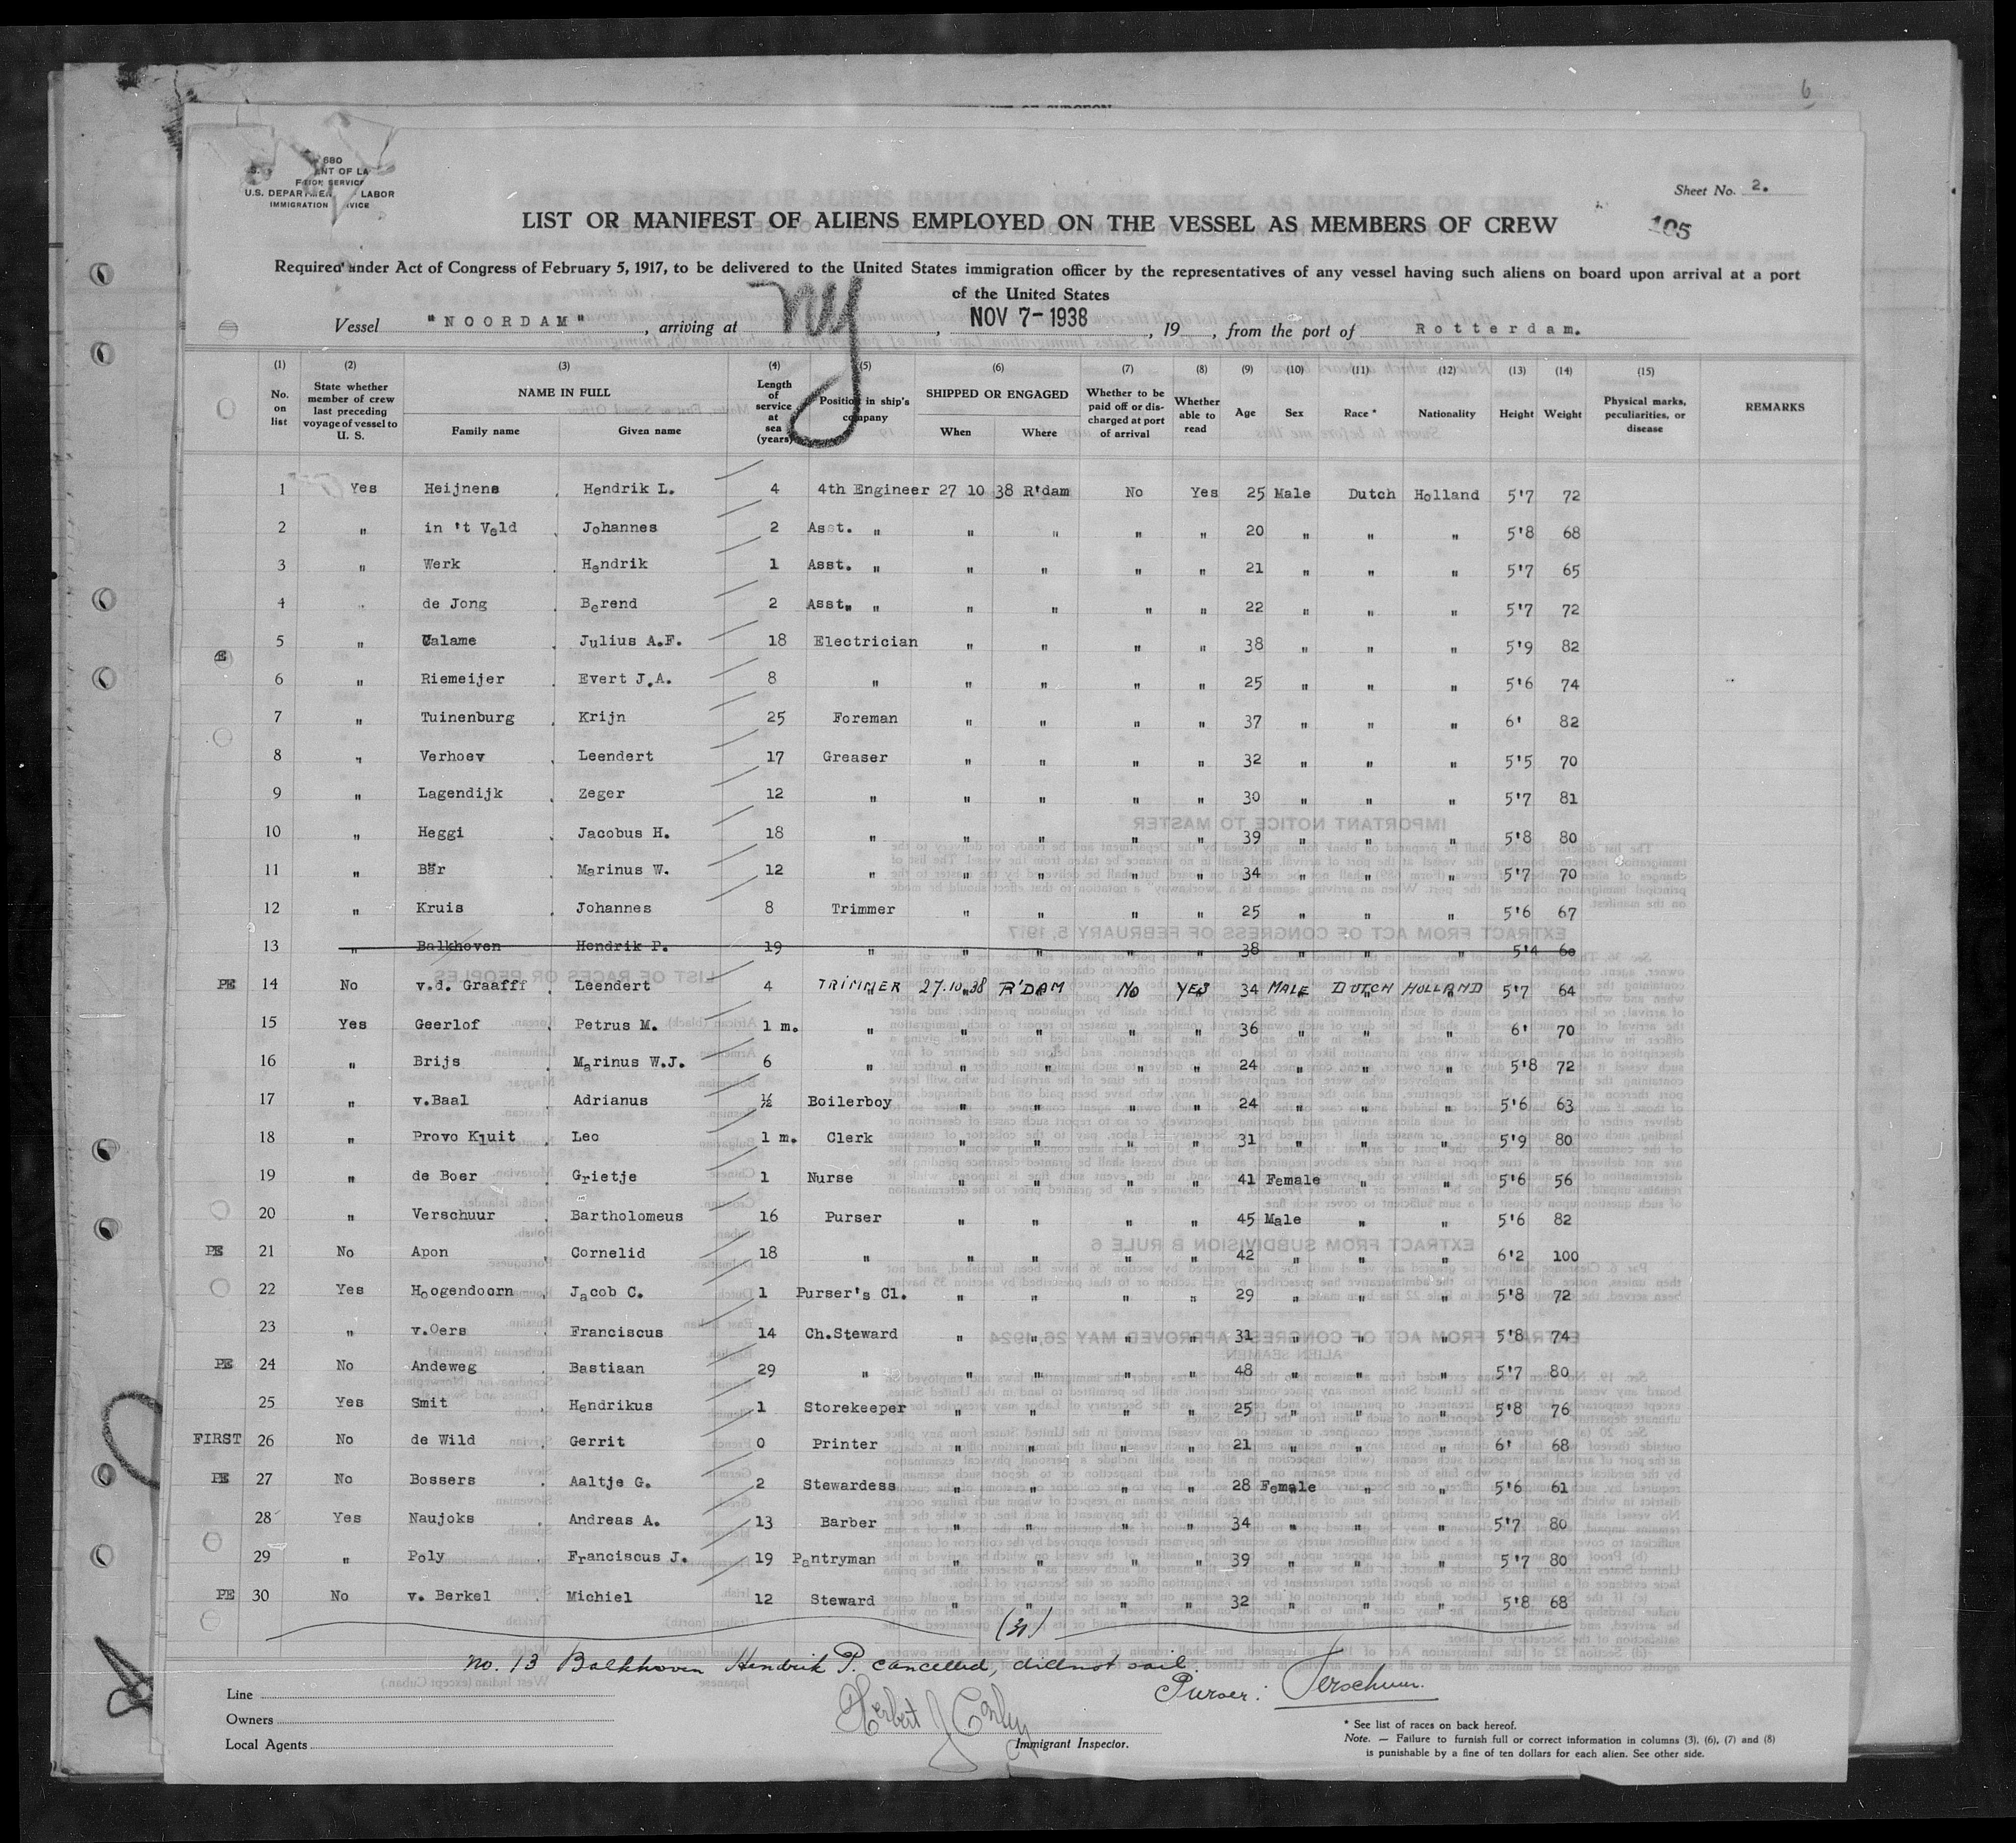 6
680
U.S. DEPARTMENT LABOR
IMMIGRATION SERVICE
Sheet No. 2.
LIST OR MANIFEST OF ALIENS EMPLOYED ON THE VESSEL AS MEMBERS OF CREW
105
Required under Act of Congress of February 5, 1917, to be delivered to the United States immigration officer by the representatives of any vessel having such aliens on board upon arrival at a port
of the United States
Vessel "NOORDAM", arriving at ny, NOV 7-1938, 19, from the port of Rotterdam.
(1) (2) (3) (4) (5) (6) (7) (8) (9) (10) (11) (12) (13) (14) (15)
No. on list State whether member of crew last preceding voyage of vessel to U. S. NAME IN FULL Family name Given name Length of service at sea (years) Position in ship's company SHIPPED OR ENGAGED When Where Whether to be paid off or discharged at port of arrival Whether able to read Age Sex Race * Nationality Height Weight Physical marks, peculiarities, or disease REMARKS
1 Yes Heijnens Hendrik L. 4 4th Engineer 27 10 38 R'dam No Yes 25 Male Dutch Holland 5'7 72
2 " in 't Veld Johannes 2 Asst. " " " " " 20 " " " 5'8 68
3 " Werk Hendrik 1 Asst. " " " " " 21 " " " 5'7 65
4 " de Jong Berend 2 Asst. " " " " " 22 " " " 5'7 72
E 5 " Calame Julius A.F. 18 Electrician " " " " 38 " " " 5'9 82
6 " Riemeijer Evert J.A. 8 " " " " " 25 " " " 5'6 74
7 " Tuinenburg Krijn 25 Foreman " " " " 37 " " " 6' 82
8 " Verhoev Leendert 17 Greaser " " " " 32 " " " 5'5 70
9 " Lagendijk Zeger 12 " " " " " 30 " " " 5'7 81
10 " Heggi Jacobus H. 18 " " " " " 39 " " " 5'8 80
11 " Bär Marinus W. 12 " " " " " 34 " " " 5'7 70
12 " Kruis Johannes 8 Trimmer " " " " 25 " " " 5'6 67
13 " Balkhoven Hendrik P. 19 " " " " " 38 " " " 5'4 60
PE 14 No v.d. Graafff Leendert 4 TRIMMER 27.10.38 R'DAM No YES 34 MALE DUTCH HOLLAND 5'7 64
15 Yes Geerlof Petrus M. 1 m. " " " " " 36 " " " 6' 70
16 " Brijs Marinus W.J. 6 " " " " " 24 " " " 5'8 72
17 " v.Baal Adrianus ½ Boilerboy " " " " 24 " " " 5'6 63
18 " Provo Kluit Leo 1 m. Clerk " " " " 31 " " " 5'9 80
19 " de Boer Grietje 1 Nurse " " " " 41 Female " " 5'6 56
20 " Verschuur Bartholomeus 16 Purser " " " " 45 Male " " 5'6 82
PE 21 No Apon Cornelid 18 " " " " " 42 " " " 6'2 100
22 Yes Hoogendoorn Jacob C. 1 Purser's Cl. " " " " 29 " " " 5'8 72
23 " v.Oers Franciscus 14 Ch.Steward " " " " 31 " " " 5'8 74
PE 24 No Andeweg Bastiaan 29 " " " " " 48 " " " 5'7 80
25 Yes Smit Hendrikus 1 Storekeeper " " " " 25 " " " 5'8 76
FIRST 26 No de Wild Gerrit 0 Printer " " " " 21 " " " 6' 68
PE 27 No Bossers Aaltje G. 2 Stewardess " " " " 28 Female " " 5'6 61
28 Yes Naujoks Andreas A. 13 Barber " " " " 34 " " " 5'7 80
29 " Poly Franciscus J. 19 Pantryman " " " " 39 " " " 5'7 80
PE 30 No v. Berkel Michiel 12 Steward " " " " 32 " " " 5'8 68
no. 13 Balkhoven Hendrik P. cancelled, did not sail.
Purser: Verschuur.
Line
Owners
Local Agents
Herbert J Conley
Immigrant Inspector.
* See list of races on back hereof.
Note. — Failure to furnish full or correct information in columns (3), (6), (7) and (8)
is punishable by a fine of ten dollars for each alien. See other side.